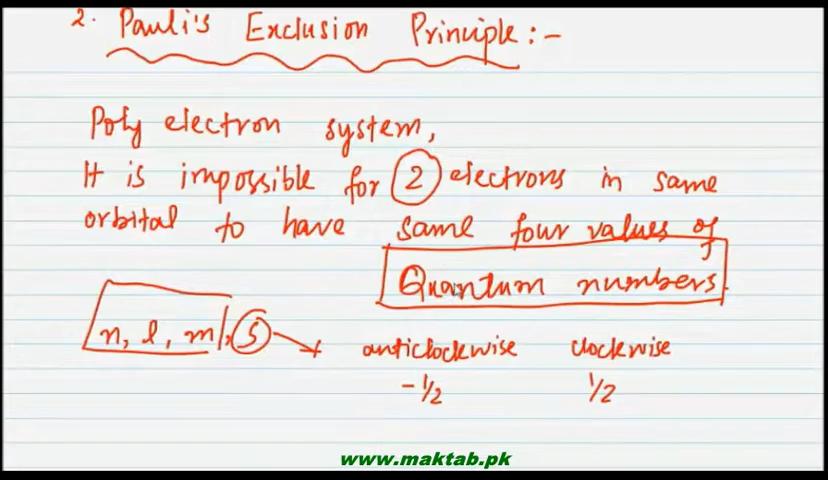 2. Pauli's Exclusion Principle:-
Poly electron system,
It is impossible for 2 electrons in same
orbital to have same four values of
Quantum numbers
n, l, m, s
anticlockwise clockwise
-1/2 1/2
www.maktab.pk